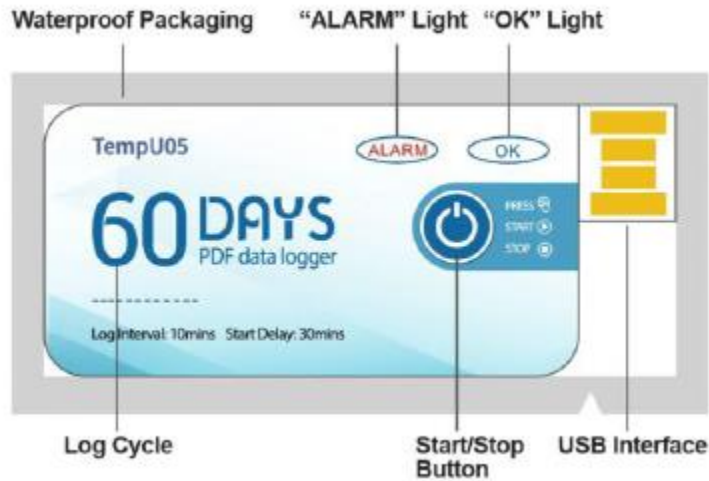 Waterproof Packaging “ALARM” Light “OK” Light
TempU05
ALARM
OK
60 DAYS
PDF data logger
PRESS
START
STOP
------------
Log Interval: 10mins Start Delay: 30mins
Log Cycle
Start/Stop
Button
USB Interface